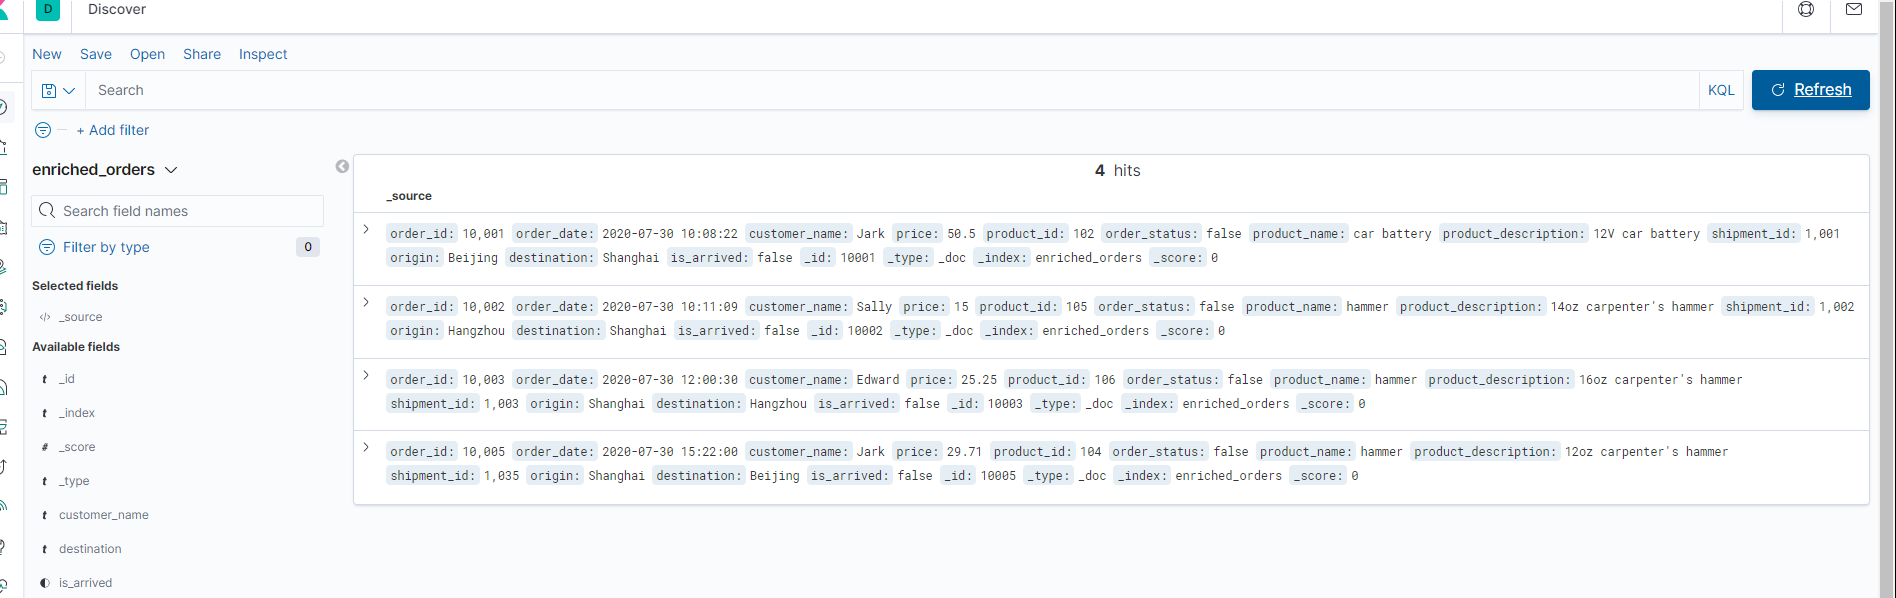 D Discover
New Save Open Share Inspect
Search KQL Refresh
+ Add filter
enriched_orders
Search field names
Filter by type 0
Selected fields
_source
Available fields
t _id
t _index
# _score
t _type
t customer_name
t destination
is_arrived
4 hits
_source
order_id: 10,001 order_date: 2020-07-30 10:08:22 customer_name: Jark price: 50.5 product_id: 102 order_status: false product_name: car battery product_description: 12V car battery shipment_id: 1,001
origin: Beijing destination: Shanghai is_arrived: false _id: 10001 _type: _doc _index: enriched_orders _score: 0
order_id: 10,002 order_date: 2020-07-30 10:11:09 customer_name: Sally price: 15 product_id: 105 order_status: false product_name: hammer product_description: 14oz carpenter's hammer shipment_id: 1,002
origin: Hangzhou destination: Shanghai is_arrived: false _id: 10002 _type: _doc _index: enriched_orders _score: 0
order_id: 10,003 order_date: 2020-07-30 12:00:30 customer_name: Edward price: 25.25 product_id: 106 order_status: false product_name: hammer product_description: 16oz carpenter's hammer
shipment_id: 1,003 origin: Shanghai destination: Hangzhou is_arrived: false _id: 10003 _type: _doc _index: enriched_orders _score: 0
order_id: 10,005 order_date: 2020-07-30 15:22:00 customer_name: Jark price: 29.71 product_id: 104 order_status: false product_name: hammer product_description: 12oz carpenter's hammer
shipment_id: 1,035 origin: Shanghai destination: Beijing is_arrived: false _id: 10005 _type: _doc _index: enriched_orders _score: 0